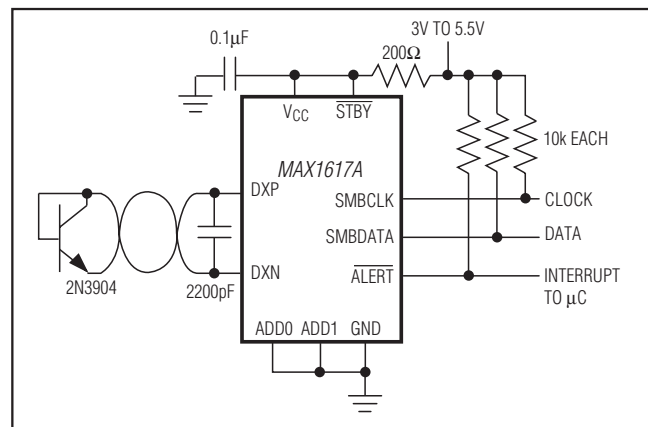 0.1µF
200Ω
3V TO 5.5V
VCC
STBY
10k EACH
MAX1617A
DXP
SMBCLK
CLOCK
SMBDATA
DATA
2N3904
2200pF
DXN
ALERT
INTERRUPT
TO µC
ADD0 ADD1 GND